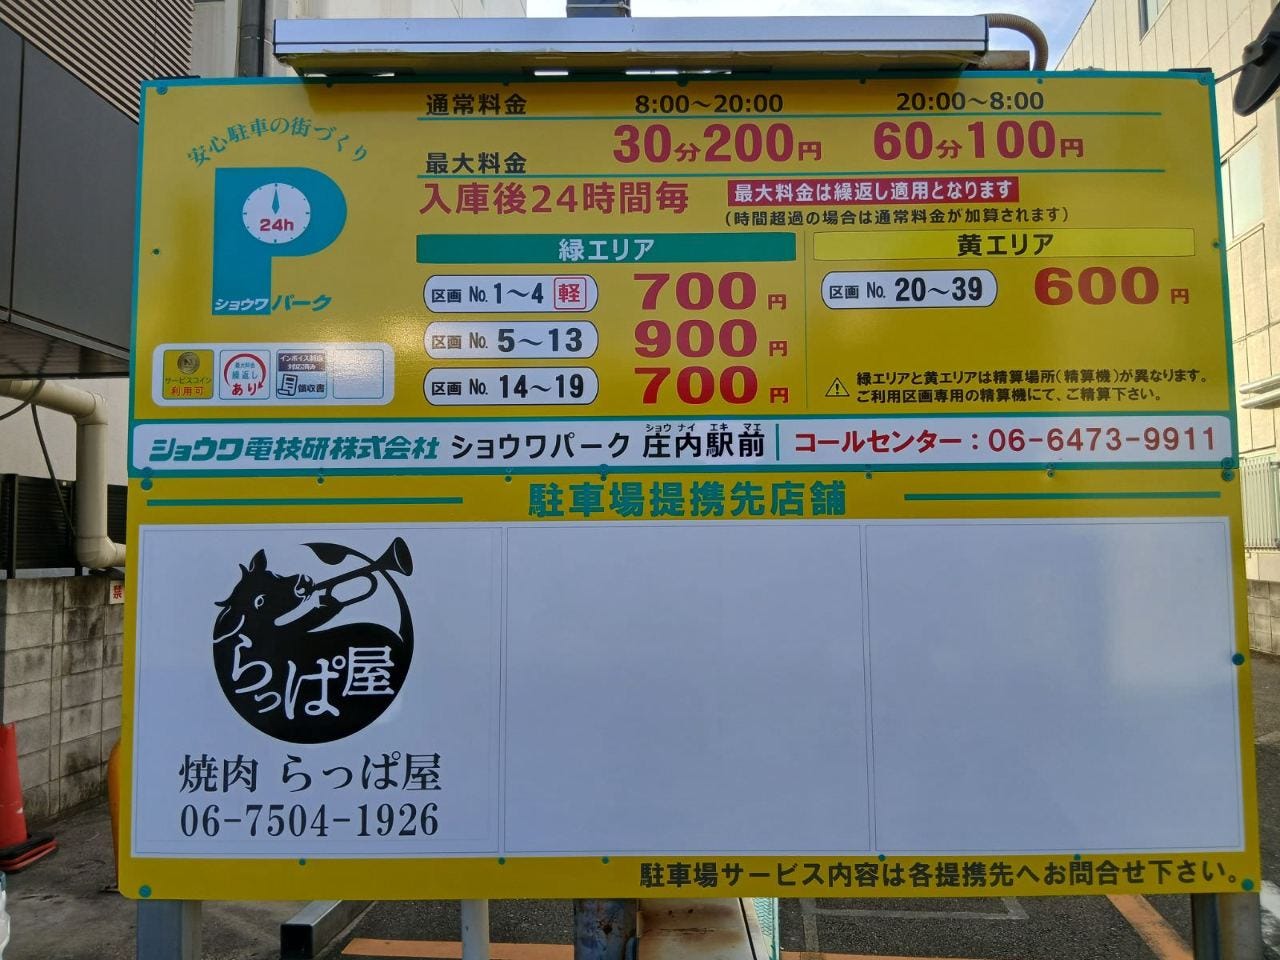 安心駐車の街づくり
P
24h
ショウワパーク
サービスコイン
利用可
最大料金
繰返し
あり
インボイス制度
対応済み
領収書
通常料金 8:00〜20:00 20:00〜8:00
30分200円 60分100円
最大料金
入庫後24時間毎 最大料金は繰返し適用となります
(時間超過の場合は通常料金が加算されます)
緑エリア
区画 No. 1〜4 軽 700円
区画 No. 5〜13 900円
区画 No. 14〜19 700円
黄エリア
区画 No. 20〜39 600円
緑エリアと黄エリアは精算場所(精算機)が異なります。
ご利用区画専用の精算機にて、ご精算下さい。
ショウ ナイ エキ マエ
ショウワ電技研株式会社 ショウワパーク 庄内駅前 コールセンター:06-6473-9911
駐車場提携先店舗
らっぱ屋
焼肉 らっぱ屋
06-7504-1926
駐車場サービス内容は各提携先へお問合せ下さい。
禁